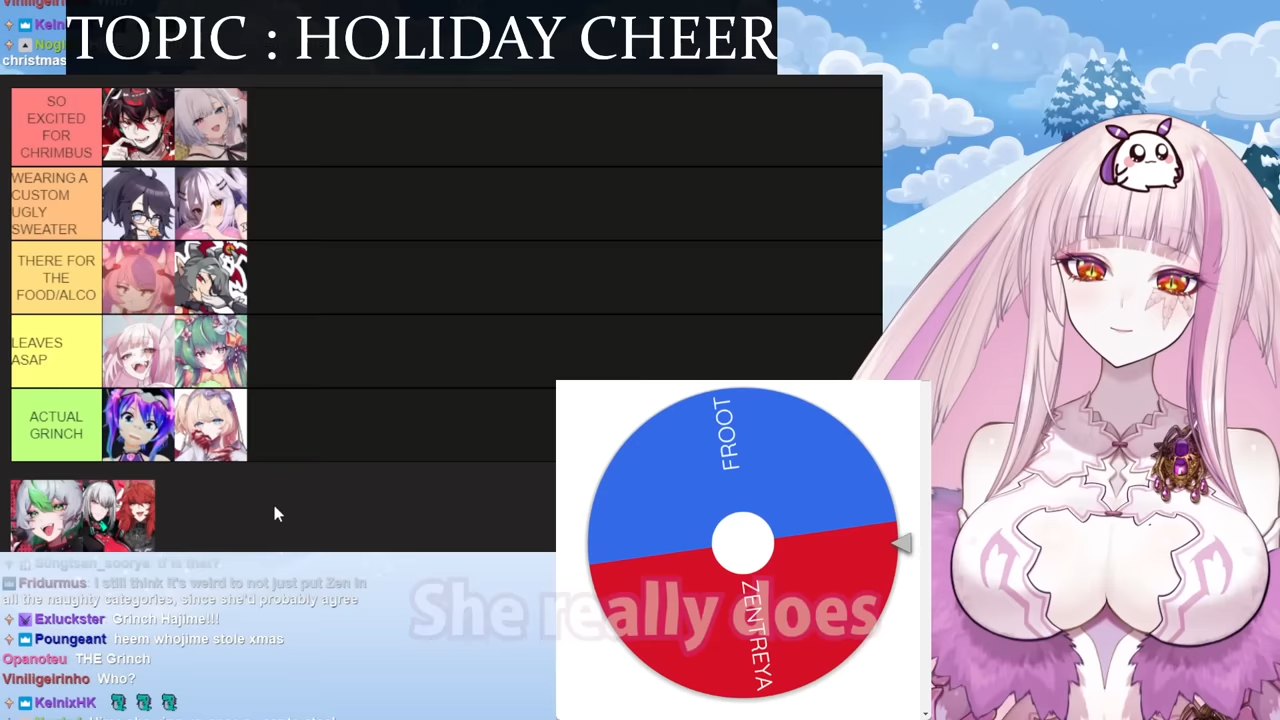 TOPIC : HOLIDAY CHEER
Keln
Nogl
christmas
SO
EXCITED
FOR
CHRIMBUS
WEARING A
CUSTOM
UGLY
SWEATER
THERE FOR
THE
FOOD/ALCO
LEAVES
ASAP
ACTUAL
GRINCH
FROOT
ZENTREYA
She really does
Fridurmus: I still think it's weird to not just put Zen in
all the naughty categories, since she'd probably agree
Exluckster: Grinch Hajime!!!
Poungeant: heem whojime stole xmas
Opanoteu THE Grinch
Viniligeirinho Who?
KelnixHK